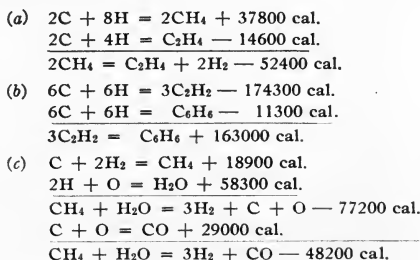 (a) 2C + 8H = 2CH₄ + 37800 cal.
2C + 4H = C₂H₄ — 14600 cal.
2CH₄ = C₂H₄ + 2H₂ — 52400 cal.
(b) 6C + 6H = 3C₂H₂ — 174300 cal.
6C + 6H = C₆H₆ — 11300 cal.
3C₂H₂ = C₆H₆ + 163000 cal.
(c) C + 2H₂ = CH₄ + 18900 cal.
2H + O = H₂O + 58300 cal.
CH₄ + H₂O = 3H₂ + C + O — 77200 cal.
C + O = CO + 29000 cal.
CH₄ + H₂O = 3H₂ + CO — 48200 cal.